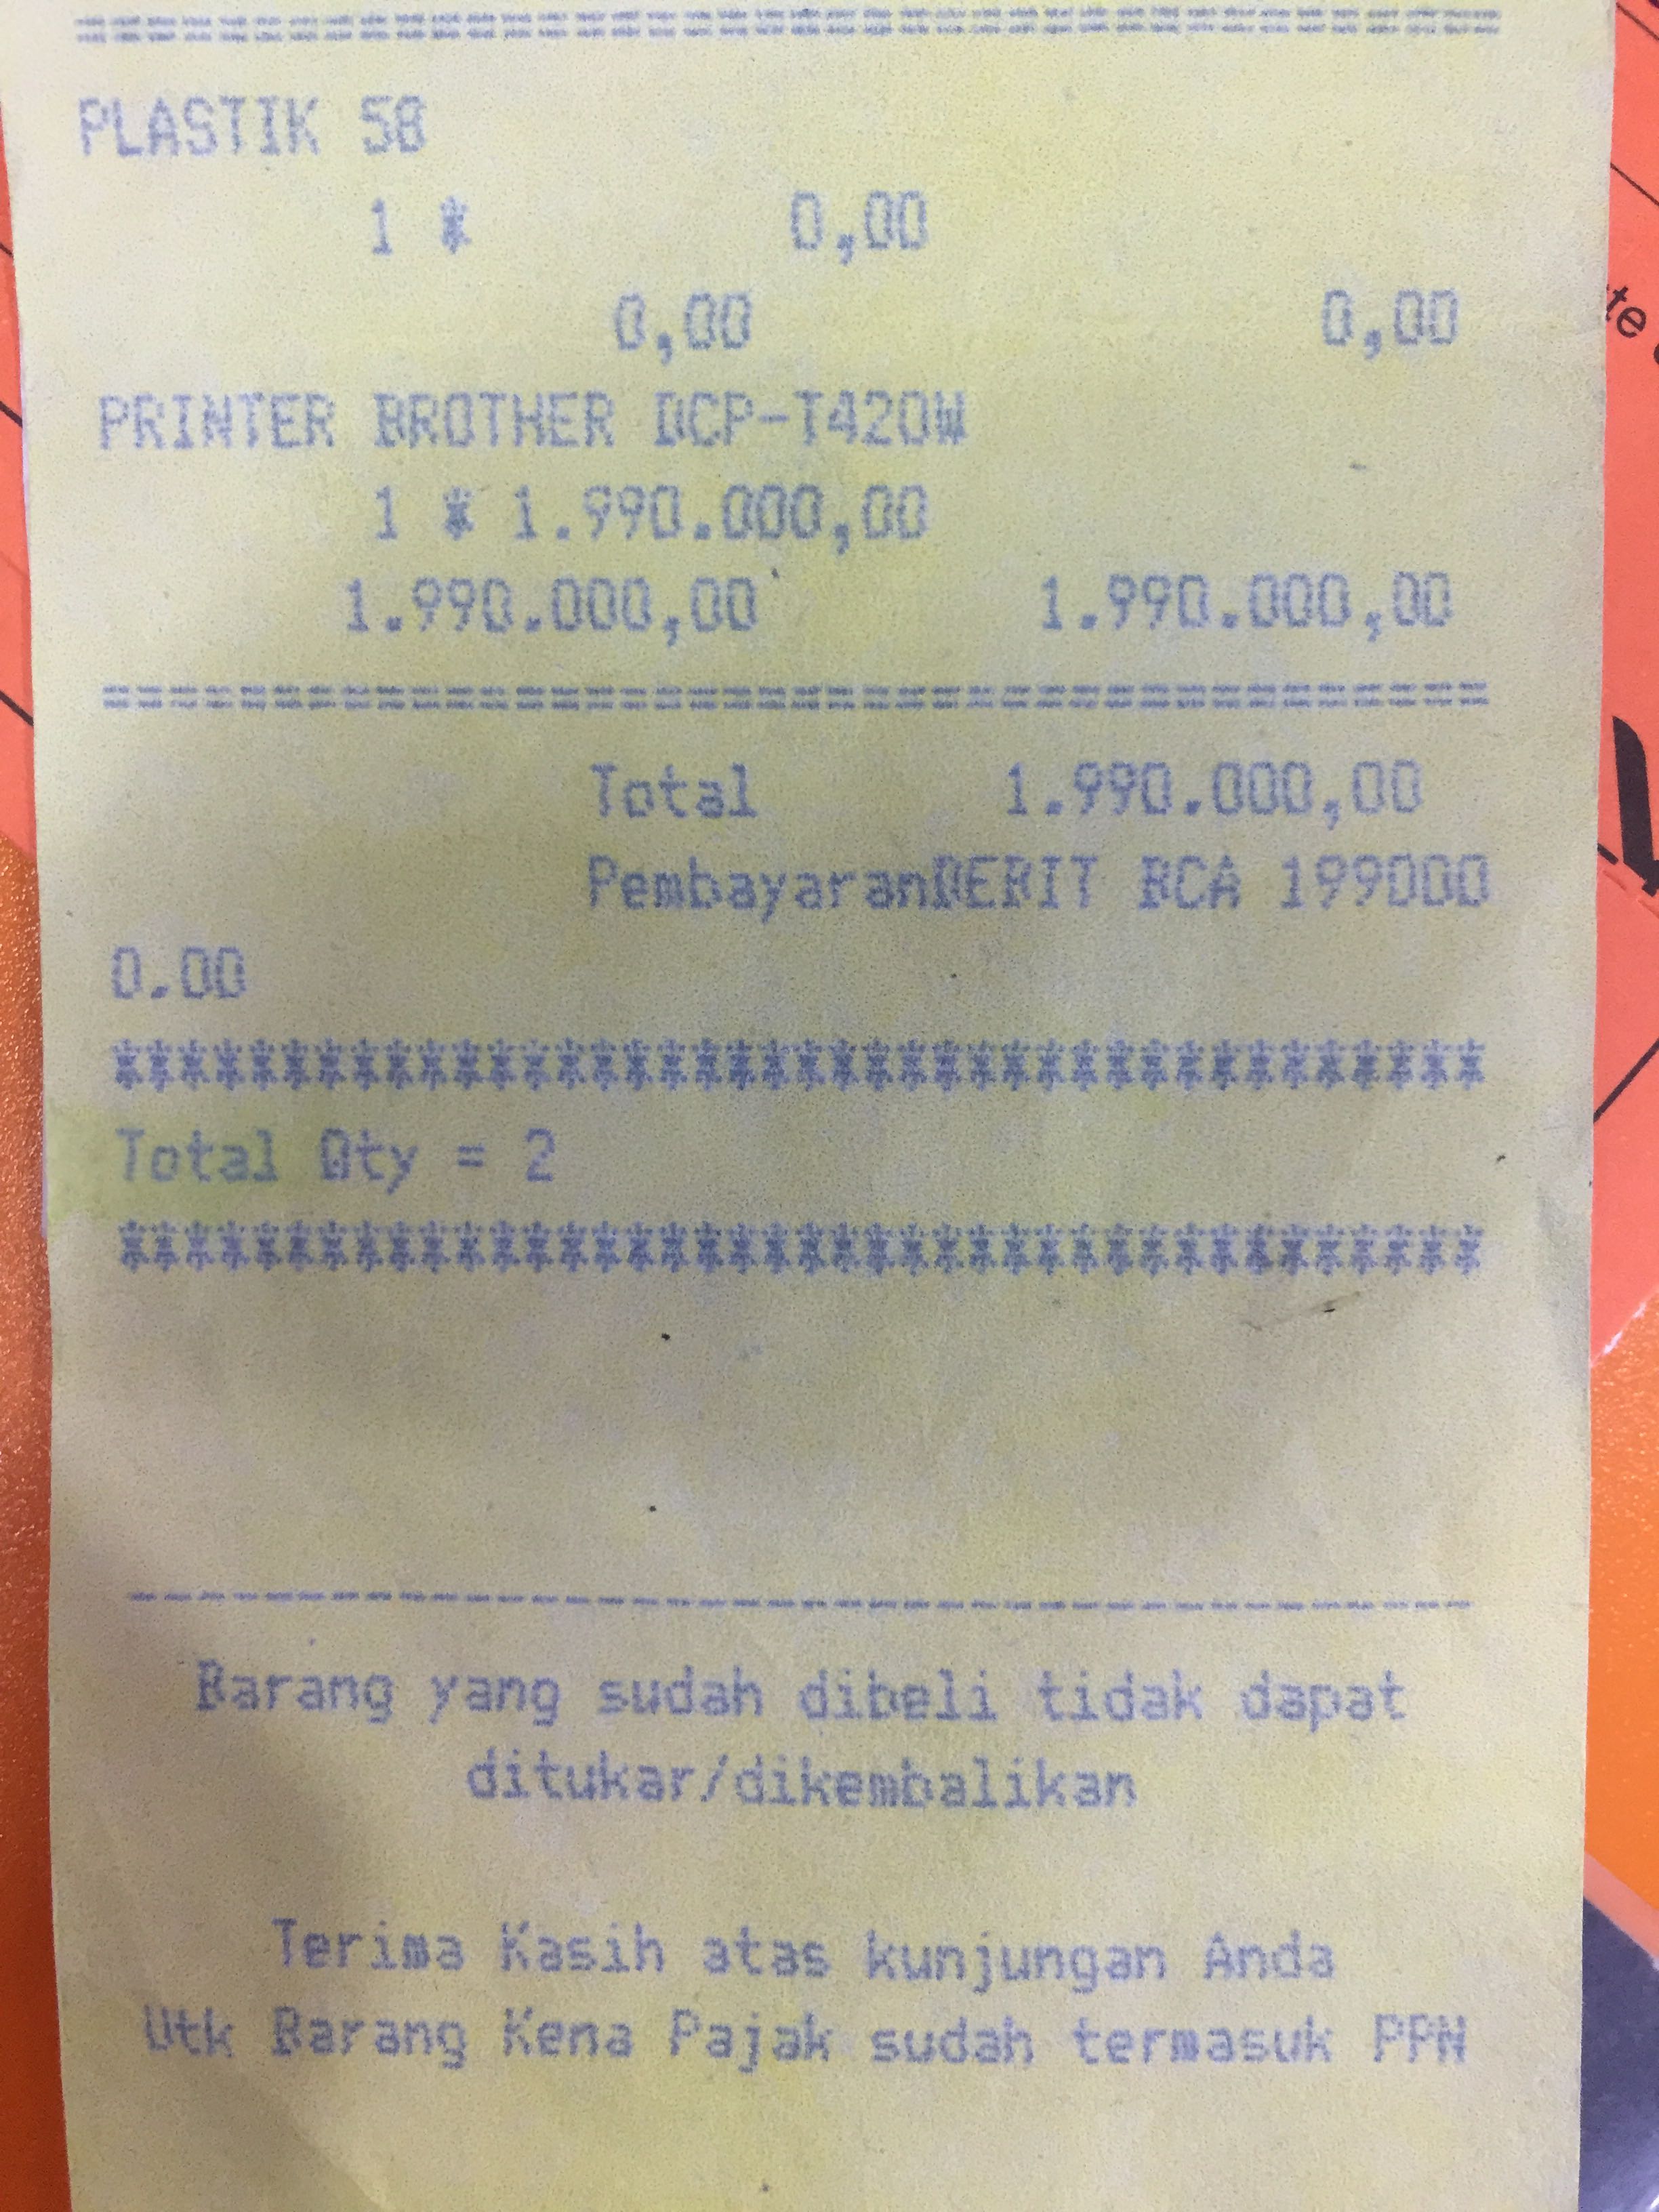 ==========================================
PLASTIK 58
1 * 0,00
0,00 0,00
PRINTER BROTHER DCP-T420W
1 * 1.990.000,00
1.990.000,00 1.990.000,00
========================================
Total 1.990.000,00
PembayaranDEBIT BCA 199000
0.00
****************************************
Total Qty = 2
****************************************
----------------------------------------
Barang yang sudah dibeli tidak dapat
ditukar/dikembalikan
Terima Kasih atas kunjungan Anda
Utk Barang Kena Pajak sudah termasuk PPN
te